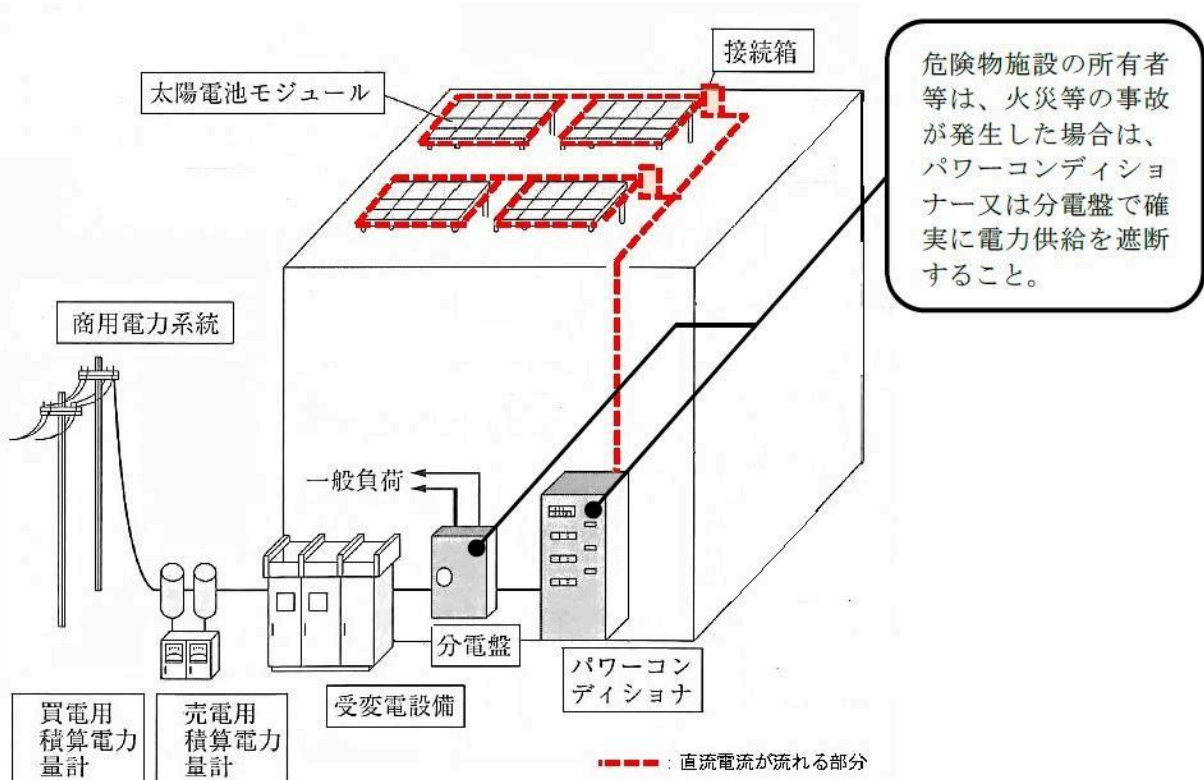 接続箱
太陽電池モジュール
危険物施設の所有者
等は、火災等の事故
が発生した場合は、
パワーコンディショ
ナー又は分電盤で確
実に電力供給を遮断
すること。
商用電力系統
一般負荷
分電盤
パワーコン
ディショナ
受変電設備
買電用
積算電力
量計
売電用
積算電力
量計
：直流電流が流れる部分